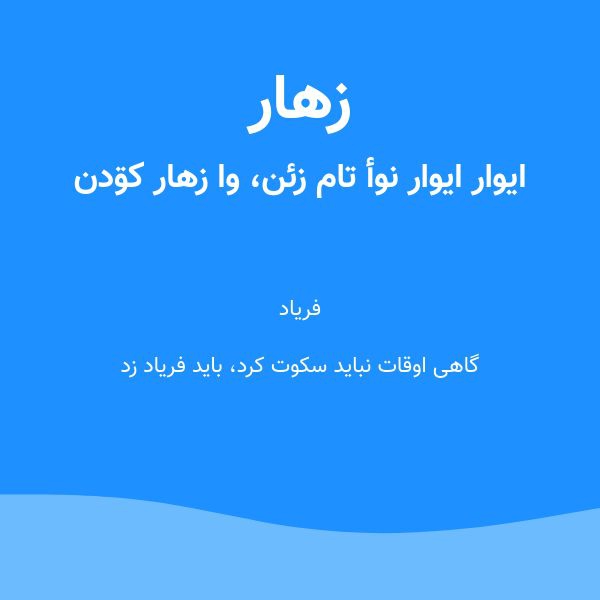 زهار
ایوار ایوار نوأ تام زئن، وا زهار کۊدن
فریاد
گاهی اوقات نباید سکوت کرد، باید فریاد زد